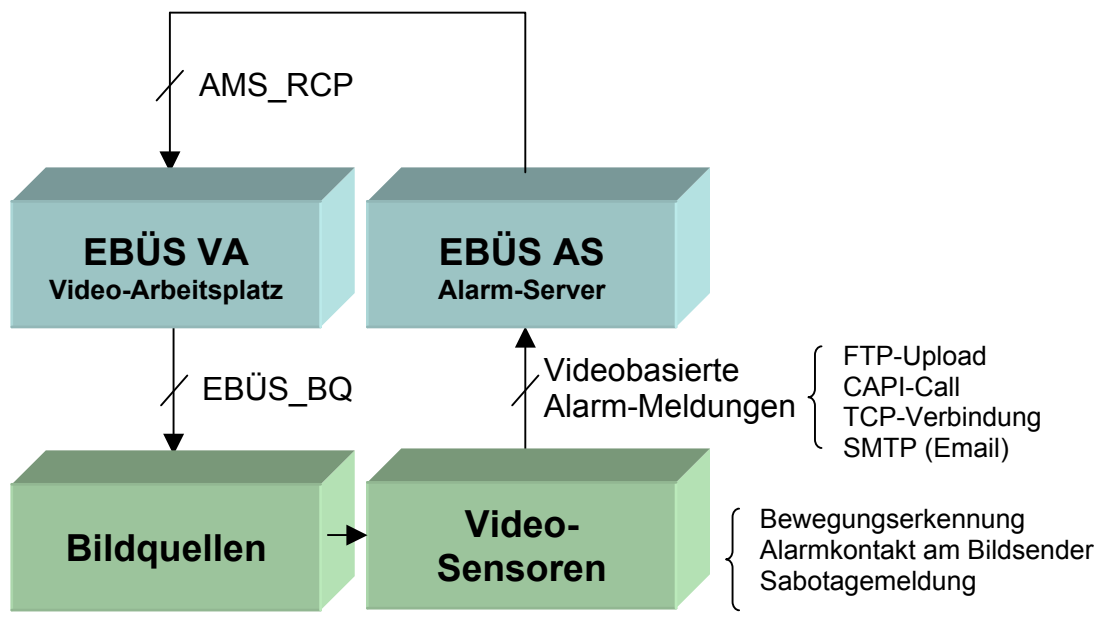 AMS_RCP
EBÜS VA
Video-Arbeitsplatz
EBÜS AS
Alarm-Server
EBÜS_BQ
Videobasierte
Alarm-Meldungen
FTP-Upload
CAPI-Call
TCP-Verbindung
SMTP (Email)
Bildquellen
Video-
Sensoren
Bewegungserkennung
Alarmkontakt am Bildsender
Sabotagemeldung